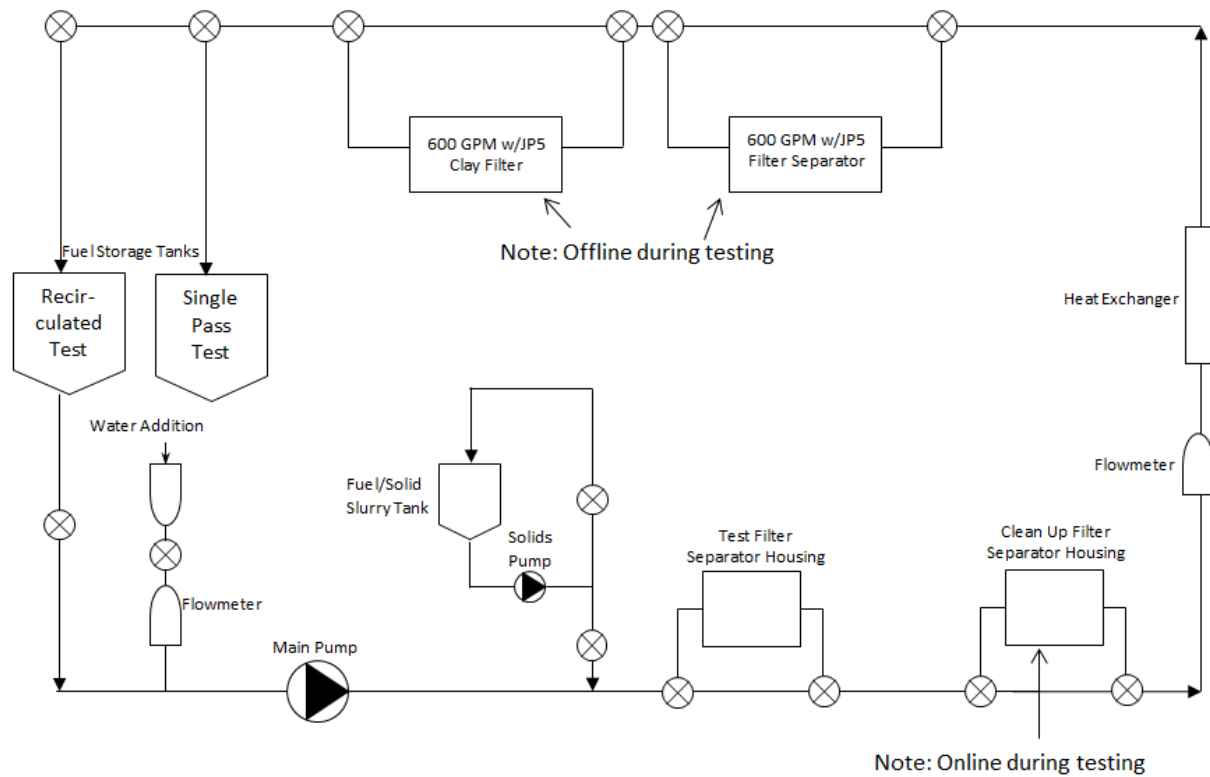 600 GPM w/JP5
Clay Filter
600 GPM w/JP5
Filter Separator
Note: Offline during testing
Fuel Storage Tanks
Recir-
culated
Test
Single
Pass
Test
Heat Exchanger
Water Addition
Fuel/Solid
Slurry Tank
Solids
Pump
Flowmeter
Test Filter
Separator Housing
Clean Up Filter
Separator Housing
Flowmeter
Main Pump
Note: Online during testing